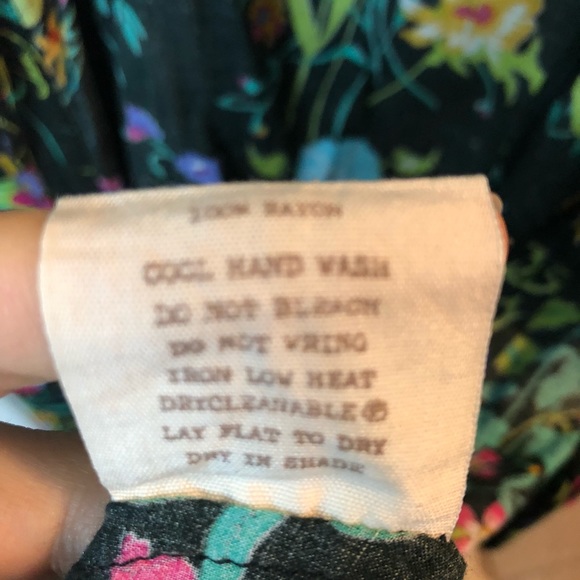 100% RAYON
COOL HAND WASH
DO NOT BLEACH
DO NOT WRING
IRON LOW HEAT
DRYCLEANABLE Ⓟ
LAY FLAT TO DRY
DRY IN SHADE